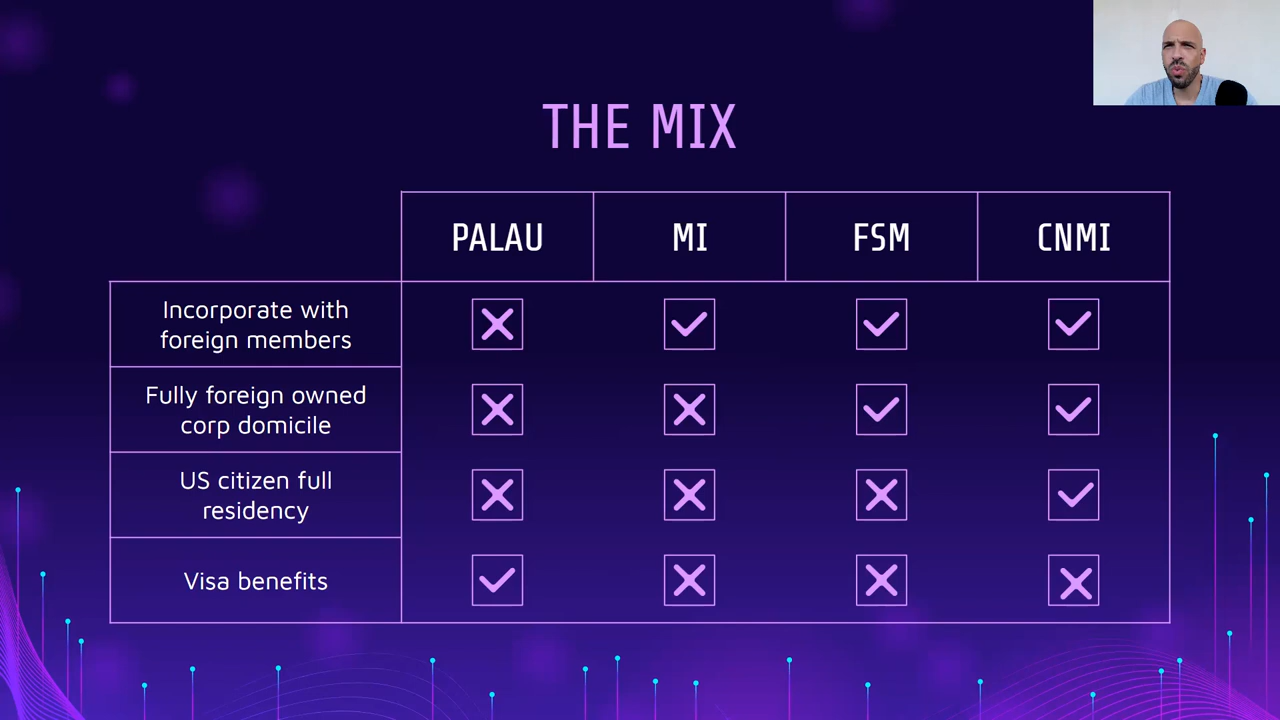 THE MIX
PALAU MI FSM CNMI
Incorporate with
foreign members
Fully foreign owned
corp domicile
US citizen full
residency
Visa benefits